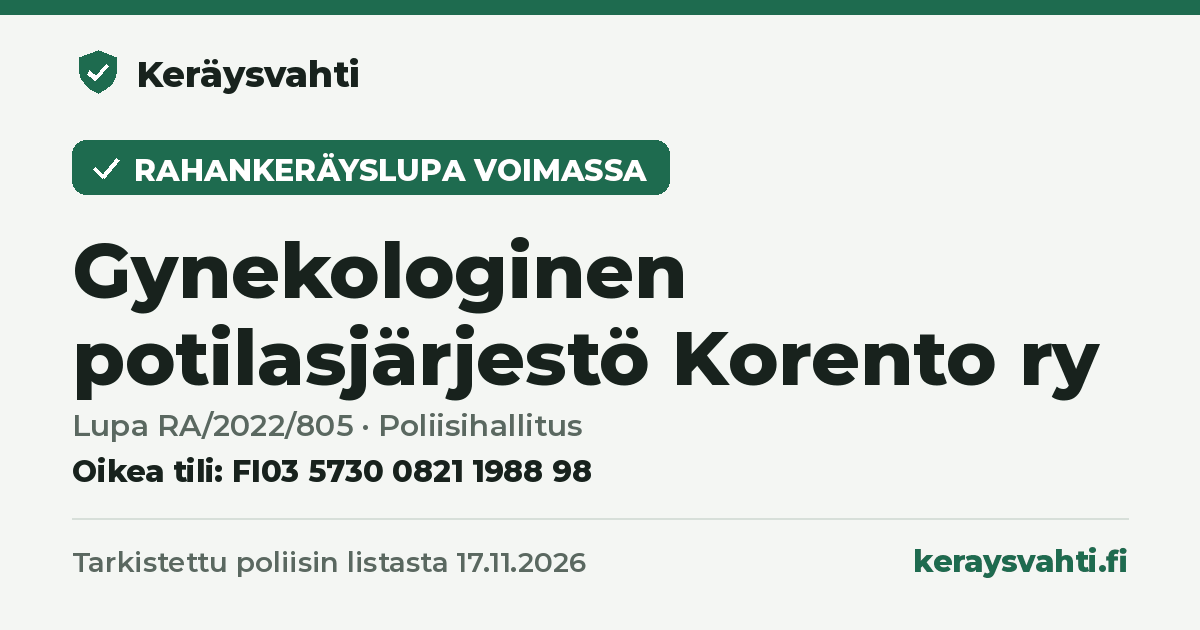 Keräysvahti
RAHANKERÄYSLUPA VOIMASSA
Gynekologinen
potilasjärjestö Korento ry
Lupa RA/2022/805 · Poliisihallitus
Oikea tili: FI03 5730 0821 1988 98
Tarkistettu poliisin listasta 17.11.2026
keraysvahti.fi